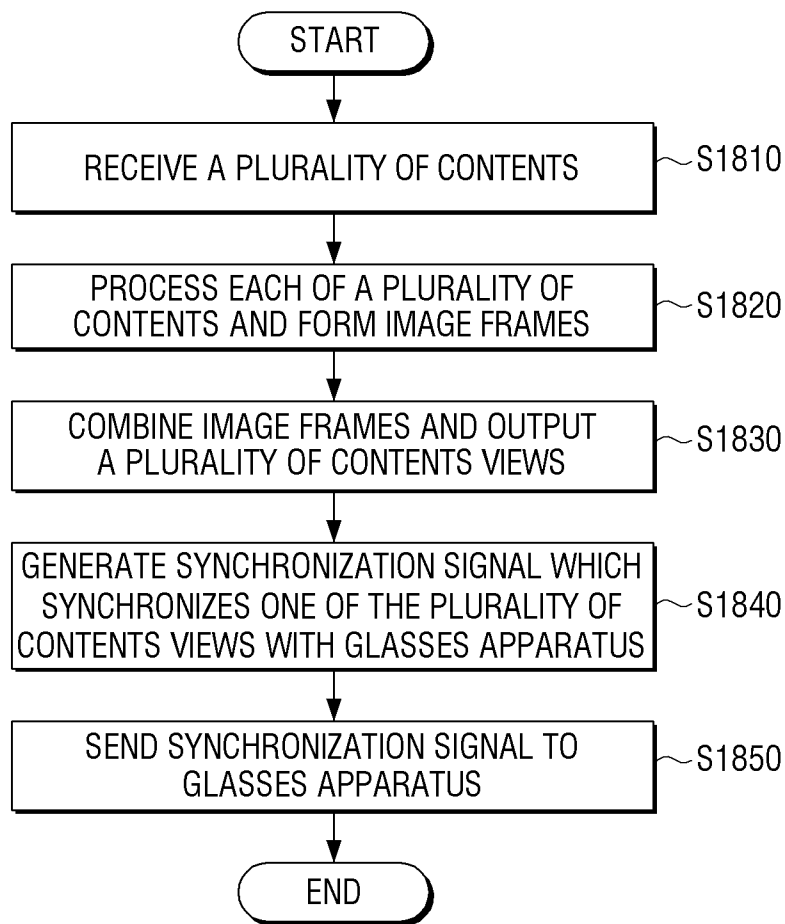 START
RECEIVE A PLURALITY OF CONTENTS
S1810
PROCESS EACH OF A PLURALITY OF
CONTENTS AND FORM IMAGE FRAMES
S1820
COMBINE IMAGE FRAMES AND OUTPUT
A PLURALITY OF CONTENTS VIEWS
S1830
GENERATE SYNCHRONIZATION SIGNAL WHICH
SYNCHRONIZES ONE OF THE PLURALITY OF
CONTENTS VIEWS WITH GLASSES APPARATUS
S1840
SEND SYNCHRONIZATION SIGNAL TO
GLASSES APPARATUS
S1850
END